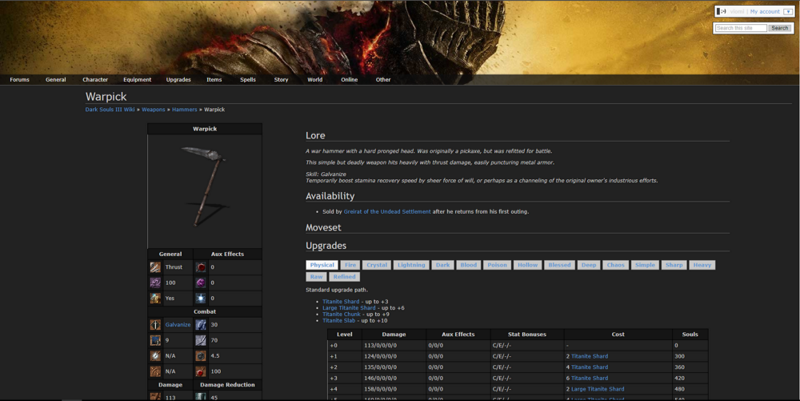 My account
Search this site
Search
Forums General Character Equipment Upgrades Items Spells Story World Online Other
Warpick
Dark Souls III Wiki » Weapons » Hammers » Warpick
Warpick
General Aux Effects
Thrust 0
100 0
Yes 0
Combat
Galvanize 30
9 70
N/A 4.5
N/A 100
Damage Damage Reduction
113 45
Lore
A war hammer with a hard pronged head. Was originally a pickaxe, but was refitted for battle.
This simple but deadly weapon hits heavily with thrust damage, easily puncturing metal armor.
Skill: Galvanize
Temporarily boost stamina recovery speed by sheer force of will, or perhaps as a channeling of the original owner's industrious efforts.
Availability
Sold by Greirat of the Undead Settlement after he returns from his first outing.
Moveset
Upgrades
Physical Fire Crystal Lightning Dark Blood Poison Hollow Blessed Deep Chaos Simple Sharp Heavy
Raw Refined
Standard upgrade path.
Titanite Shard - up to +3
Large Titanite Shard - up to +6
Titanite Chunk - up to +9
Titanite Slab - up to +10
Level Damage Aux Effects Stat Bonuses Cost Souls
+0 113/0/0/0/0 0/0/0 C/E/-/- - 0
+1 124/0/0/0/0 0/0/0 C/E/-/- 2 Titanite Shard 300
+2 135/0/0/0/0 0/0/0 C/E/-/- 4 Titanite Shard 360
+3 146/0/0/0/0 0/0/0 C/E/-/- 6 Titanite Shard 420
+4 158/0/0/0/0 0/0/0 C/E/-/- 2 Large Titanite Shard 480